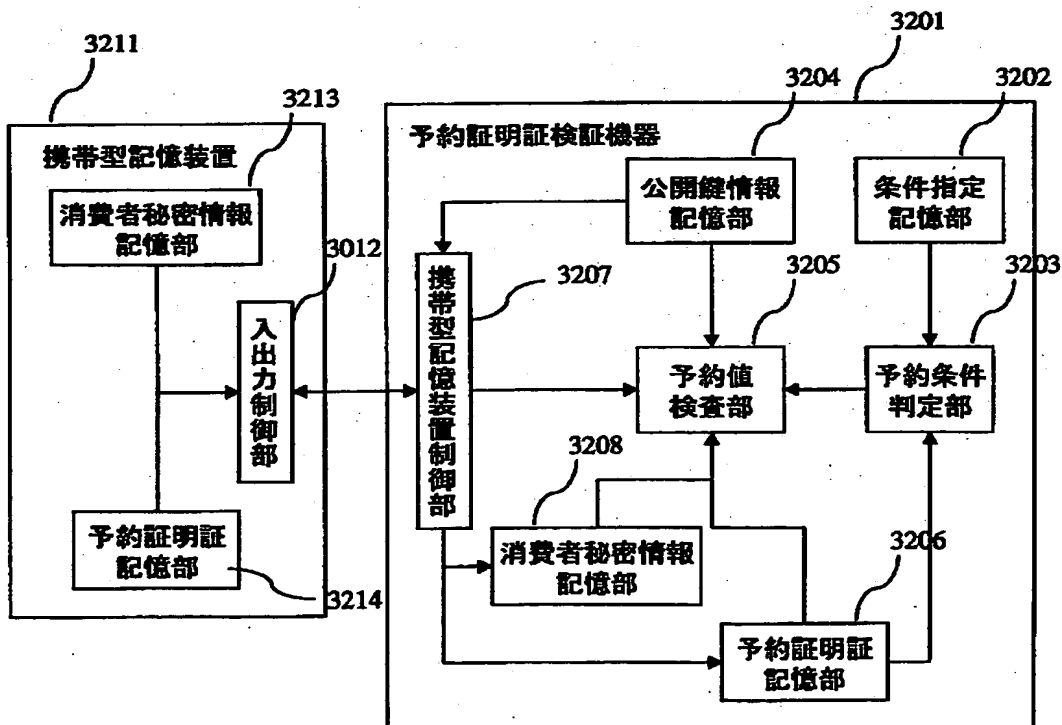 3211
3201
3213
3204
3202
携帯型記憶装置
予約証明証検証機器
消費者秘密情報
記憶部
公開鍵情報
記憶部
条件指定
記憶部
3012
3207
3205
3203
入出力制御部
携帯型記憶装置制御部
予約値
検査部
予約条件
判定部
3208
予約証明証
記憶部
3214
消費者秘密情報
記憶部
3206
予約証明証
記憶部